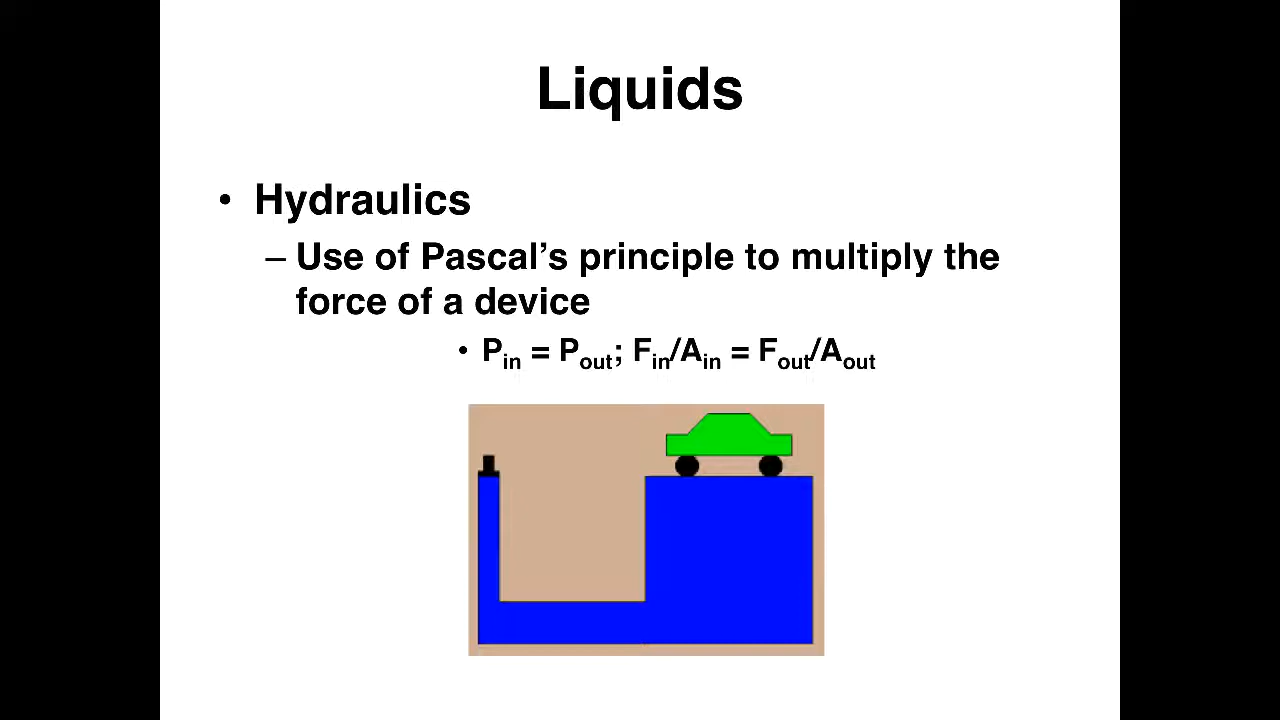 Liquids
• Hydraulics
– Use of Pascal’s principle to multiply the
force of a device
• Pin = Pout; Fin/Ain = Fout/Aout